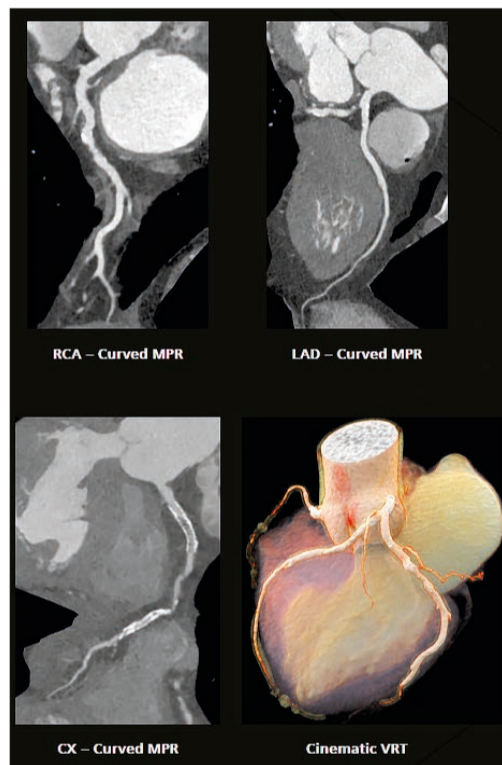 RCA – Curved MPR
LAD – Curved MPR
CX – Curved MPR
Cinematic VRT